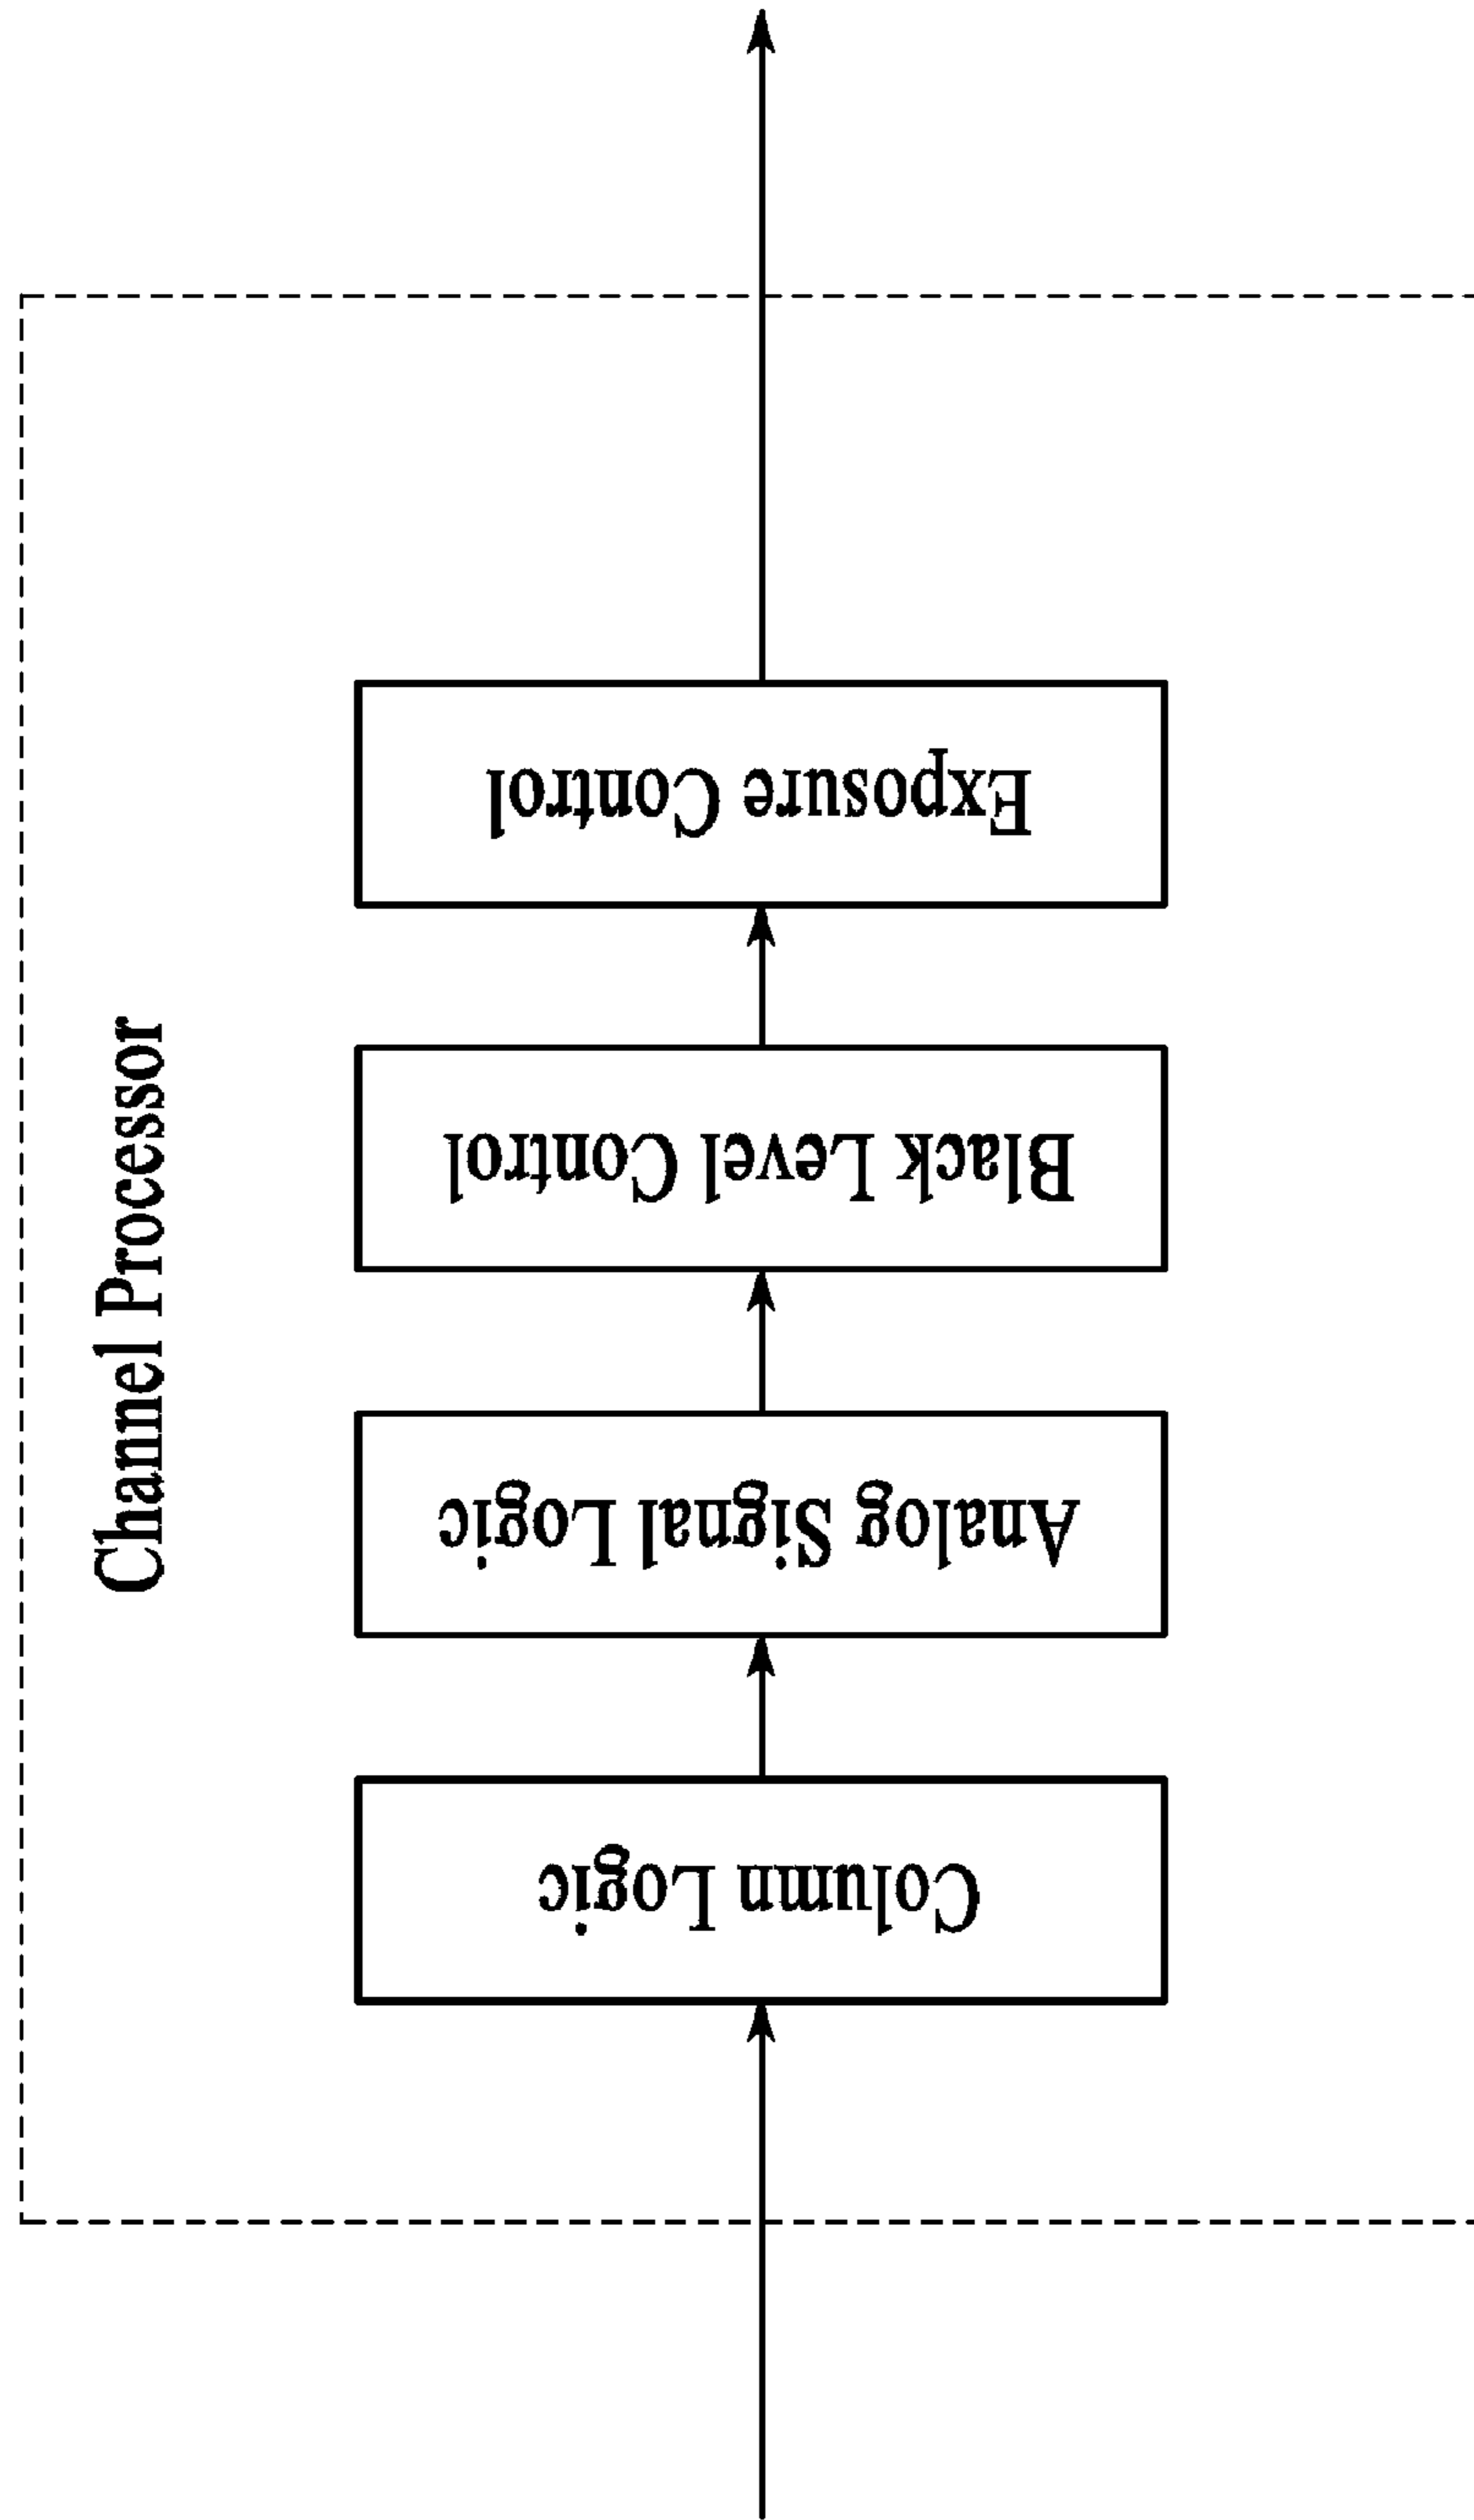 Channel Processor
Column Logic
Analog Signal Logic
Black Level Control
Exposure Control